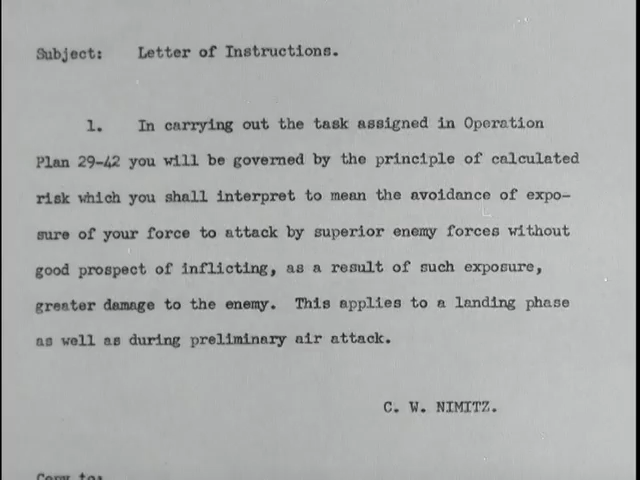 Subject: Letter of Instructions.
1. In carrying out the task assigned in Operation
Plan 29-42 you will be governed by the principle of calculated
risk which you shall interpret to mean the avoidance of expo-
sure of your force to attack by superior enemy forces without
good prospect of inflicting, as a result of such exposure,
greater damage to the enemy. This applies to a landing phase
as well as during preliminary air attack.
C. W. NIMITZ.
Copy to: